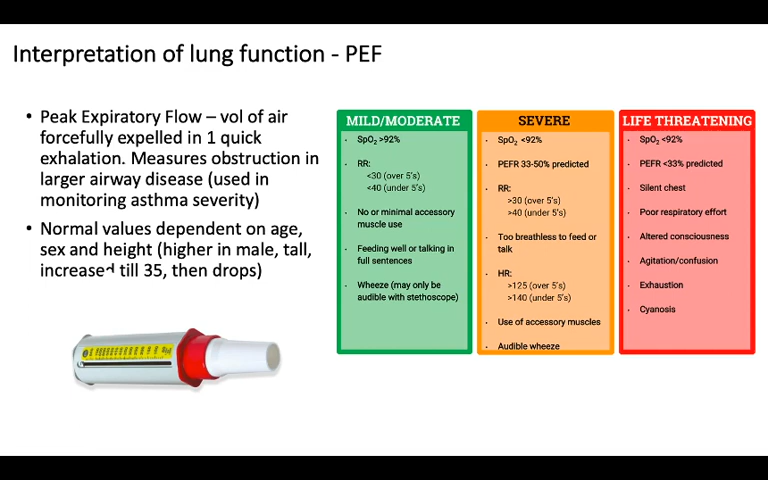 Interpretation of lung function - PEF
• Peak Expiratory Flow – vol of air
forcefully expelled in 1 quick
exhalation. Measures obstruction in
larger airway disease (used in
monitoring asthma severity)
• Normal values dependent on age,
sex and height (higher in male, tall,
increased till 35, then drops)
MILD/MODERATE
· SpO₂ >92%
· RR:
<30 (over 5's)
<40 (under 5's)
· No or minimal accessory
muscle use
· Feeding well or talking in
full sentences
· Wheeze (may only be
audible with stethoscope)
SEVERE
· SpO₂ <92%
· PEFR 33-50% predicted
· RR:
>30 (over 5's)
>40 (under 5's)
· Too breathless to feed or
talk
· HR:
>125 (over 5's)
>140 (under 5's)
· Use of accessory muscles
· Audible wheeze
LIFE THREATENING
· SpO₂ <92%
· PEFR <33% predicted
· Silent chest
· Poor respiratory effort
· Altered consciousness
· Agitation/confusion
· Exhaustion
· Cyanosis